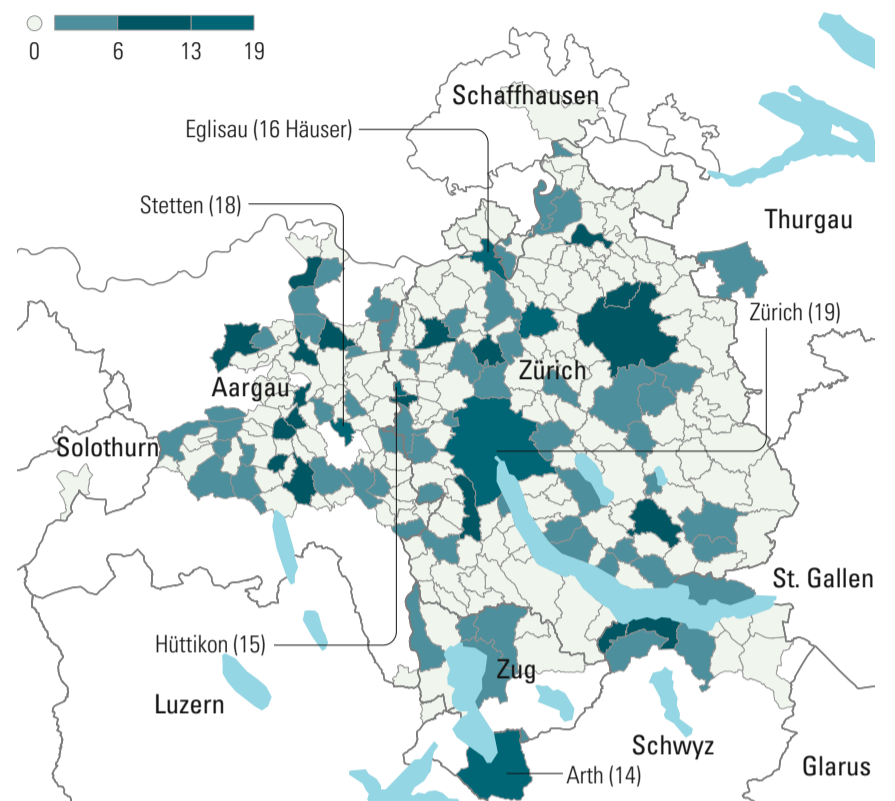 0 6 13 19
Schaffhausen
Eglisau (16 Häuser)
Stetten (18)
Thurgau
Zürich (19)
Zürich
Aargau
Solothurn
St. Gallen
Hüttikon (15)
Zug
Luzern
Schwyz
Glarus
Arth (14)